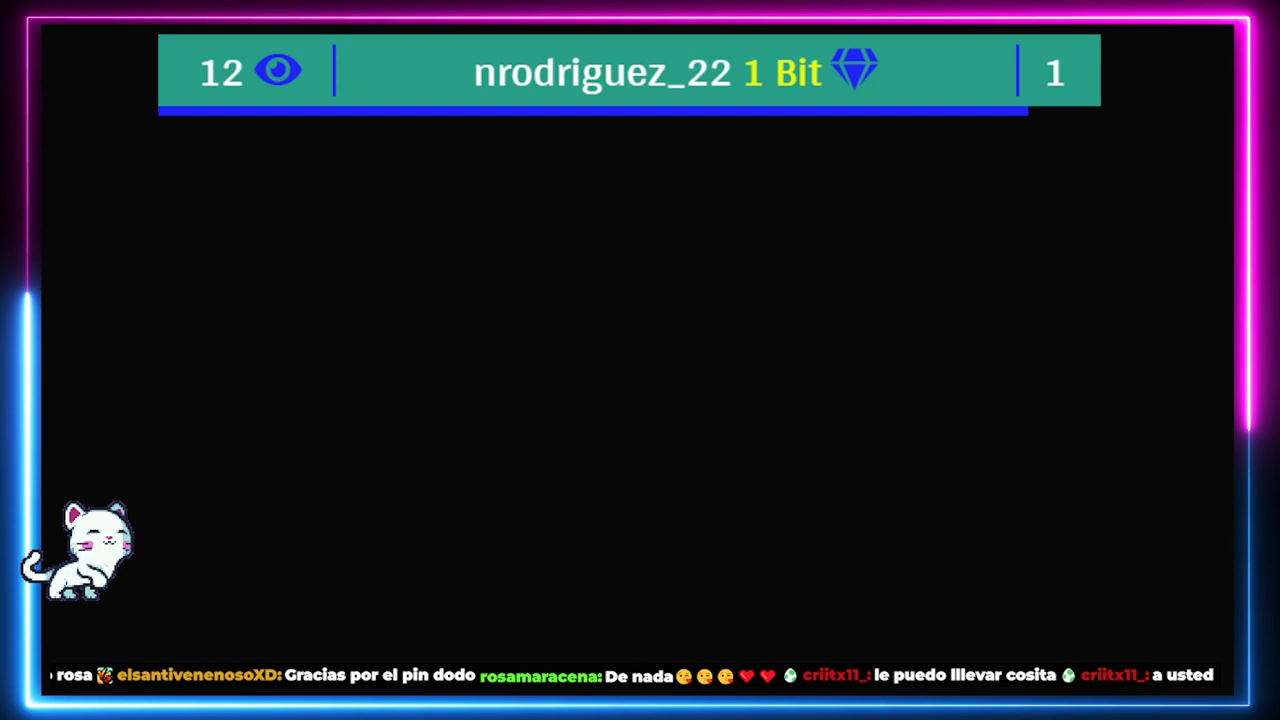 12 nrodriguez_22 1 Bit 1
rosa elsantivenenosoXD: Gracias por el pin dodo rosamaracena: De nada😘😘😘❤️❤️ criitx11_: le puedo lllevar cosita criitx11_: a usted